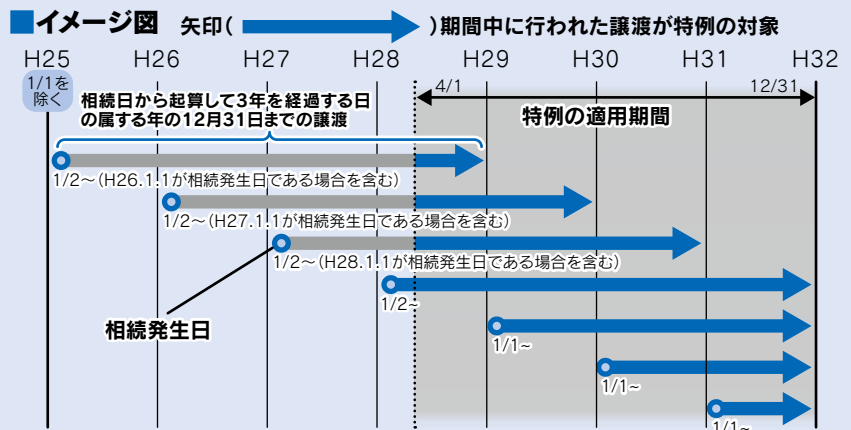 ■イメージ図 矢印( )期間中に行われた譲渡が特例の対象
H25 H26 H27 H28 H29 H30 H31 H32
1/1を
除く
4/1 12/31
相続日から起算して3年を経過する日
の属する年の12月31日までの譲渡
特例の適用期間
1/2~(H26.1.1が相続発生日である場合を含む)
1/2~(H27.1.1が相続発生日である場合を含む)
1/2~(H28.1.1が相続発生日である場合を含む)
1/2~
相続発生日
1/1~
1/1~
1/1~